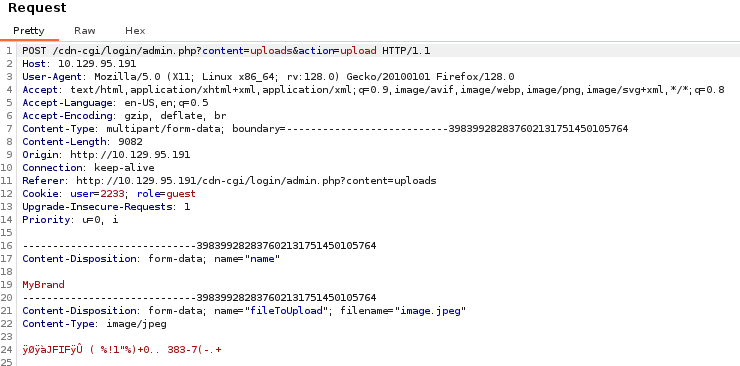 Request
Pretty Raw Hex
1 POST /cdn-cgi/login/admin.php?content=uploads&action=upload HTTP/1.1
2 Host: 10.129.95.191
3 User-Agent: Mozilla/5.0 (X11; Linux x86_64; rv:128.0) Gecko/20100101 Firefox/128.0
4 Accept: text/html,application/xhtml+xml,application/xml;q=0.9,image/avif,image/webp,image/png,image/svg+xml,*/*;q=0.8
5 Accept-Language: en-US,en;q=0.5
6 Accept-Encoding: gzip, deflate, br
7 Content-Type: multipart/form-data; boundary=---------------------------398399282837602131751450105764
8 Content-Length: 9082
9 Origin: http://10.129.95.191
10 Connection: keep-alive
11 Referer: http://10.129.95.191/cdn-cgi/login/admin.php?content=uploads
12 Cookie: user=2233; role=guest
13 Upgrade-Insecure-Requests: 1
14 Priority: u=0, i
15
16 -----------------------------398399282837602131751450105764
17 Content-Disposition: form-data; name="name"
18
19 MyBrand
20 -----------------------------398399282837602131751450105764
21 Content-Disposition: form-data; name="fileToUpload"; filename="image.jpeg"
22 Content-Type: image/jpeg
23
24 ÿØÿàJFIFÿÛ ( %!1"%)+0.. 383-7(-.+
25